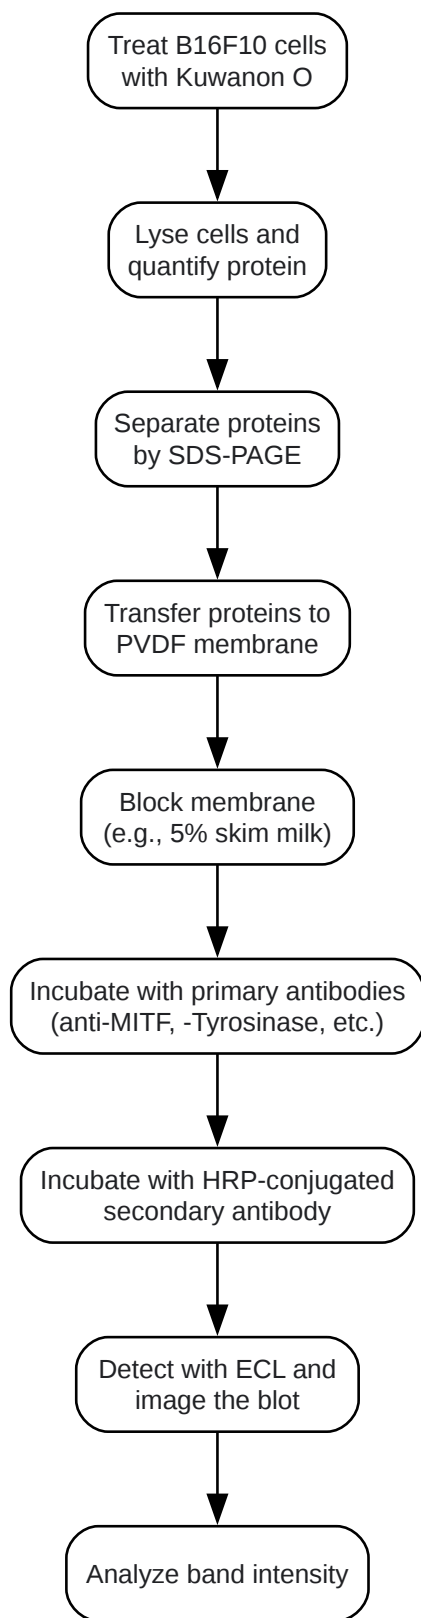 Treat B16F10 cells
with Kuwanon O
Lyse cells and
quantify protein
Separate proteins
by SDS-PAGE
Transfer proteins to
PVDF membrane
Block membrane
(e.g., 5% skim milk)
Incubate with primary antibodies
(anti-MITF, -Tyrosinase, etc.)
Incubate with HRP-conjugated
secondary antibody
Detect with ECL and
image the blot
Analyze band intensity